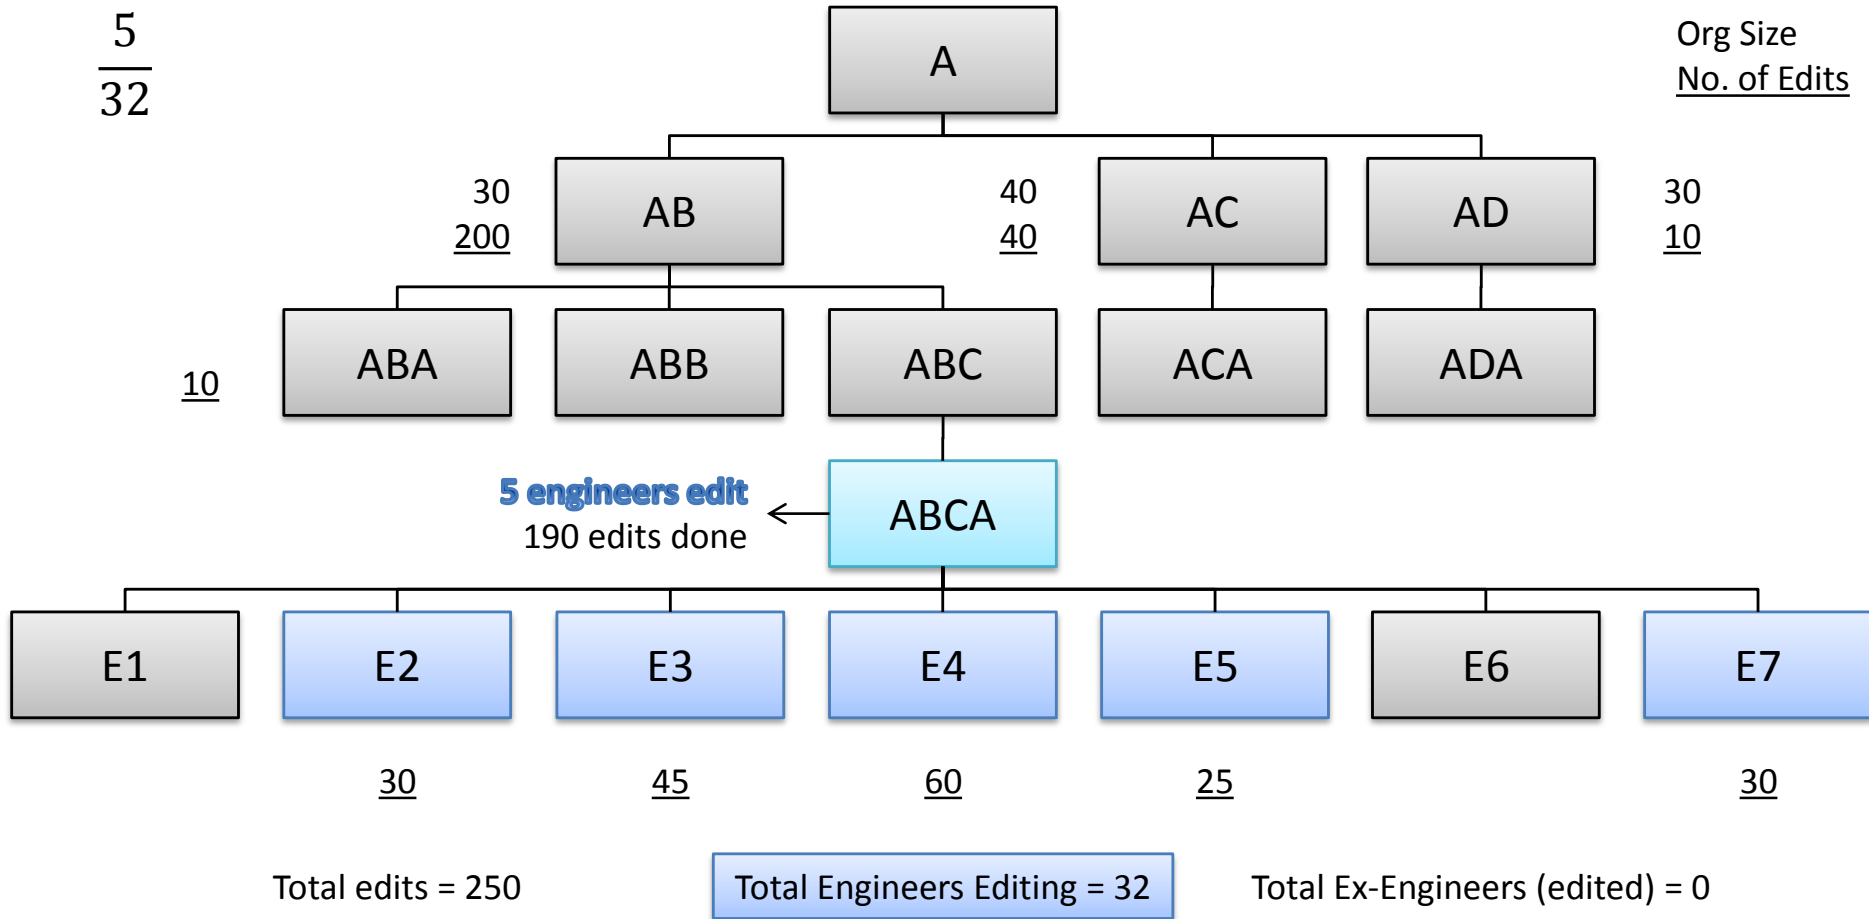 5
32
A
Org Size
No. of Edits
30
200
AB
40
40
AC
AD
30
10
10
ABA
ABB
ABC
ACA
ADA
5 engineers edit
190 edits done
ABCA
E1
E2
E3
E4
E5
E6
E7
30
45
60
25
30
Total edits = 250
Total Engineers Editing = 32
Total Ex-Engineers (edited) = 0